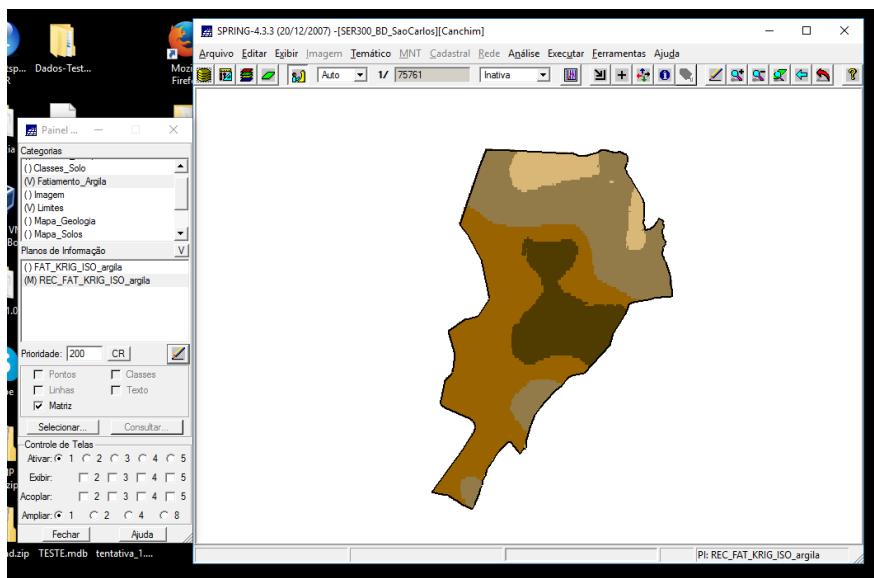 Dados-Test...
SPRING-4.3.3 (20/12/2007) -[SER300_BD_SaoCarlos][Canchim]
Arquivo Editar Exibir Imagem Temático MNT Cadastral Rede Análise Executar Ferramentas Ajuda
Auto 1/ 75761 Inativa
Painel ...
Categorias
( ) Classes_Solo
(V) Fatiamento_Argila
( ) Imagem
(V) Limites
( ) Mapa_Geologia
( ) Mapa_Solos
Planos de Informação V
( ) FAT_KRIG_ISO_argila
(M) REC_FAT_KRIG_ISO_argila
Prioridade: 200 CR
Pontos Classes
Linhas Texto
Matriz
Selecionar... Consultar...
Controle de Telas
Ativar: 1 2 3 4 5
Exibir: 2 3 4 5
Acoplar: 2 3 4 5
Ampliar: 1 2 4 8
Fechar Ajuda
TESTE.mdb tentativa_1....
PI: REC_FAT_KRIG_ISO_argila